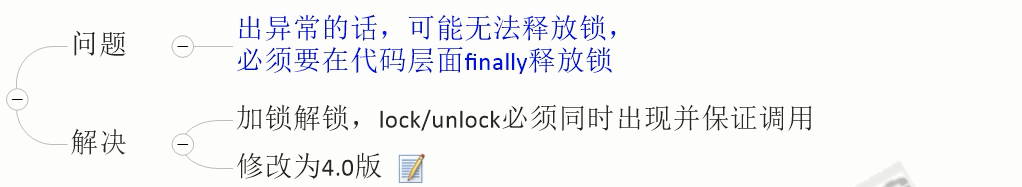 问题
出异常的话，可能无法释放锁，
必须要在代码层面finally释放锁
解决
加锁解锁，lock/unlock必须同时出现并保证调用
修改为4.0版